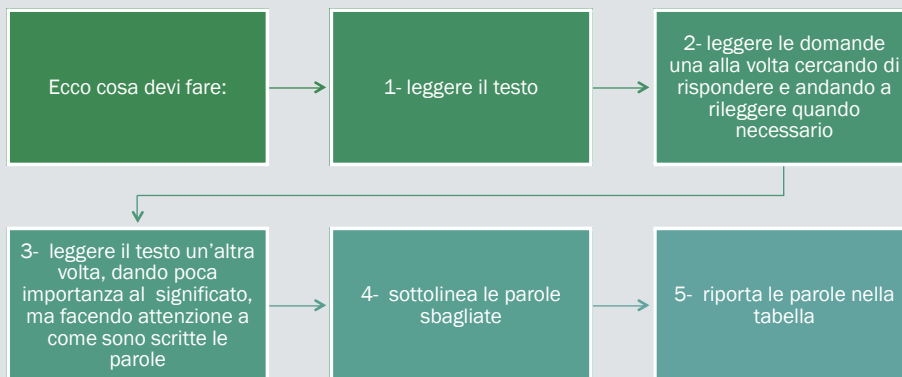 Ecco cosa devi fare:
1- leggere il testo
2- leggere le domande
una alla volta cercando di
rispondere e andando a
rileggere quando
necessario
3- leggere il testo un'altra
volta, dando poca
importanza al significato,
ma facendo attenzione a
come sono scritte le
parole
4- sottolinea le parole
sbagliate
5- riporta le parole nella
tabella